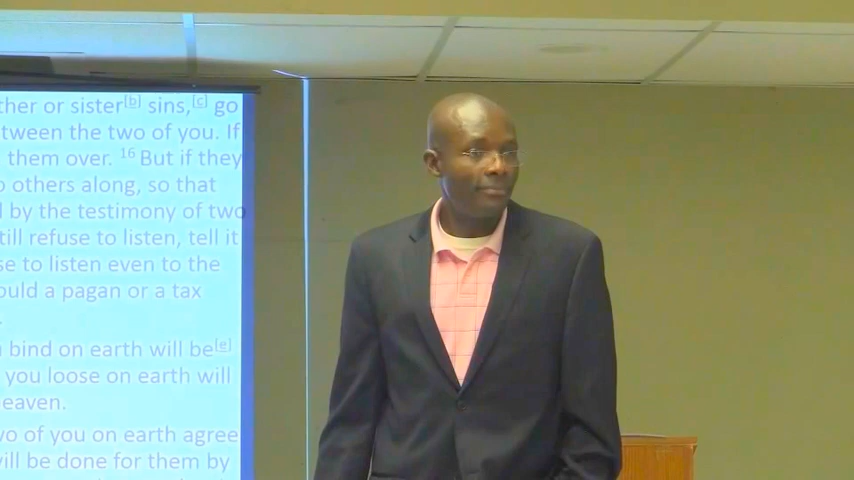 ther or sister[b] sins,[c] go
tween the two of you. If
them over. 16 But if they
others along, so that
by the testimony of two
till refuse to listen, tell it
se to listen even to the
ould a pagan or a tax
bind on earth will be[e]
you loose on earth will
eaven.
wo of you on earth agree
will be done for them by